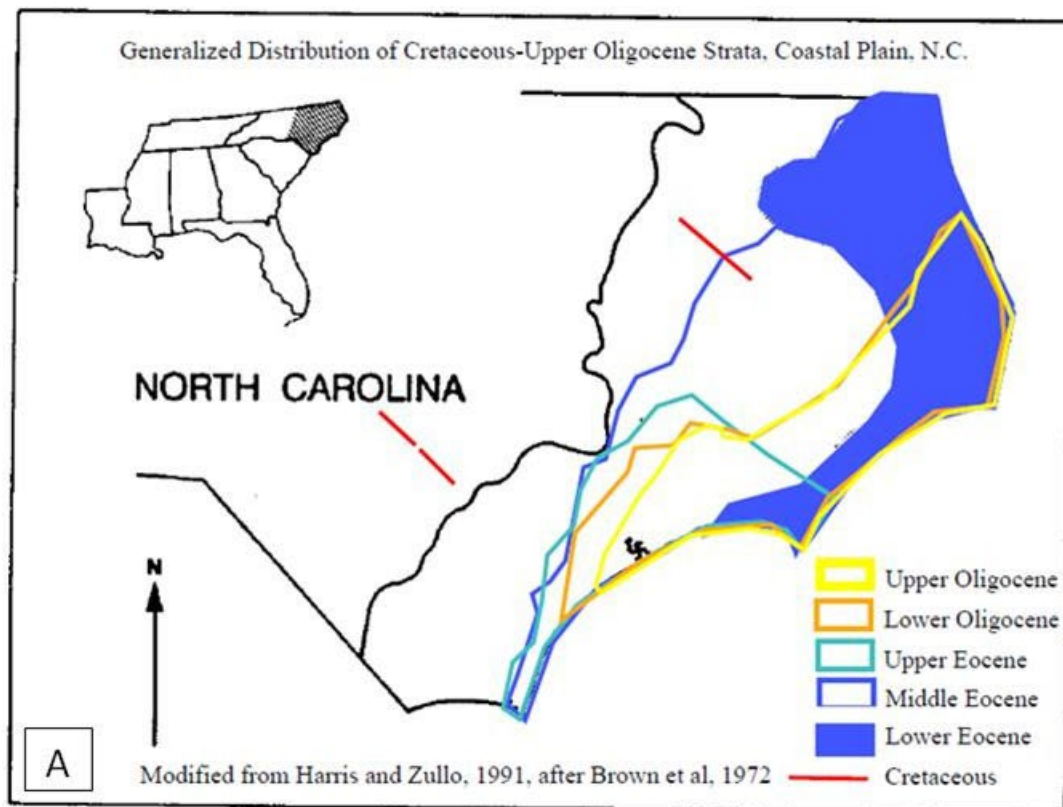 Generalized Distribution of Cretaceous-Upper Oligocene Strata, Coastal Plain, N.C.
NORTH CAROLINA
N
Upper Oligocene
Lower Oligocene
Upper Eocene
Middle Eocene
Lower Eocene
Cretaceous
A
Modified from Harris and Zullo, 1991, after Brown et al, 1972